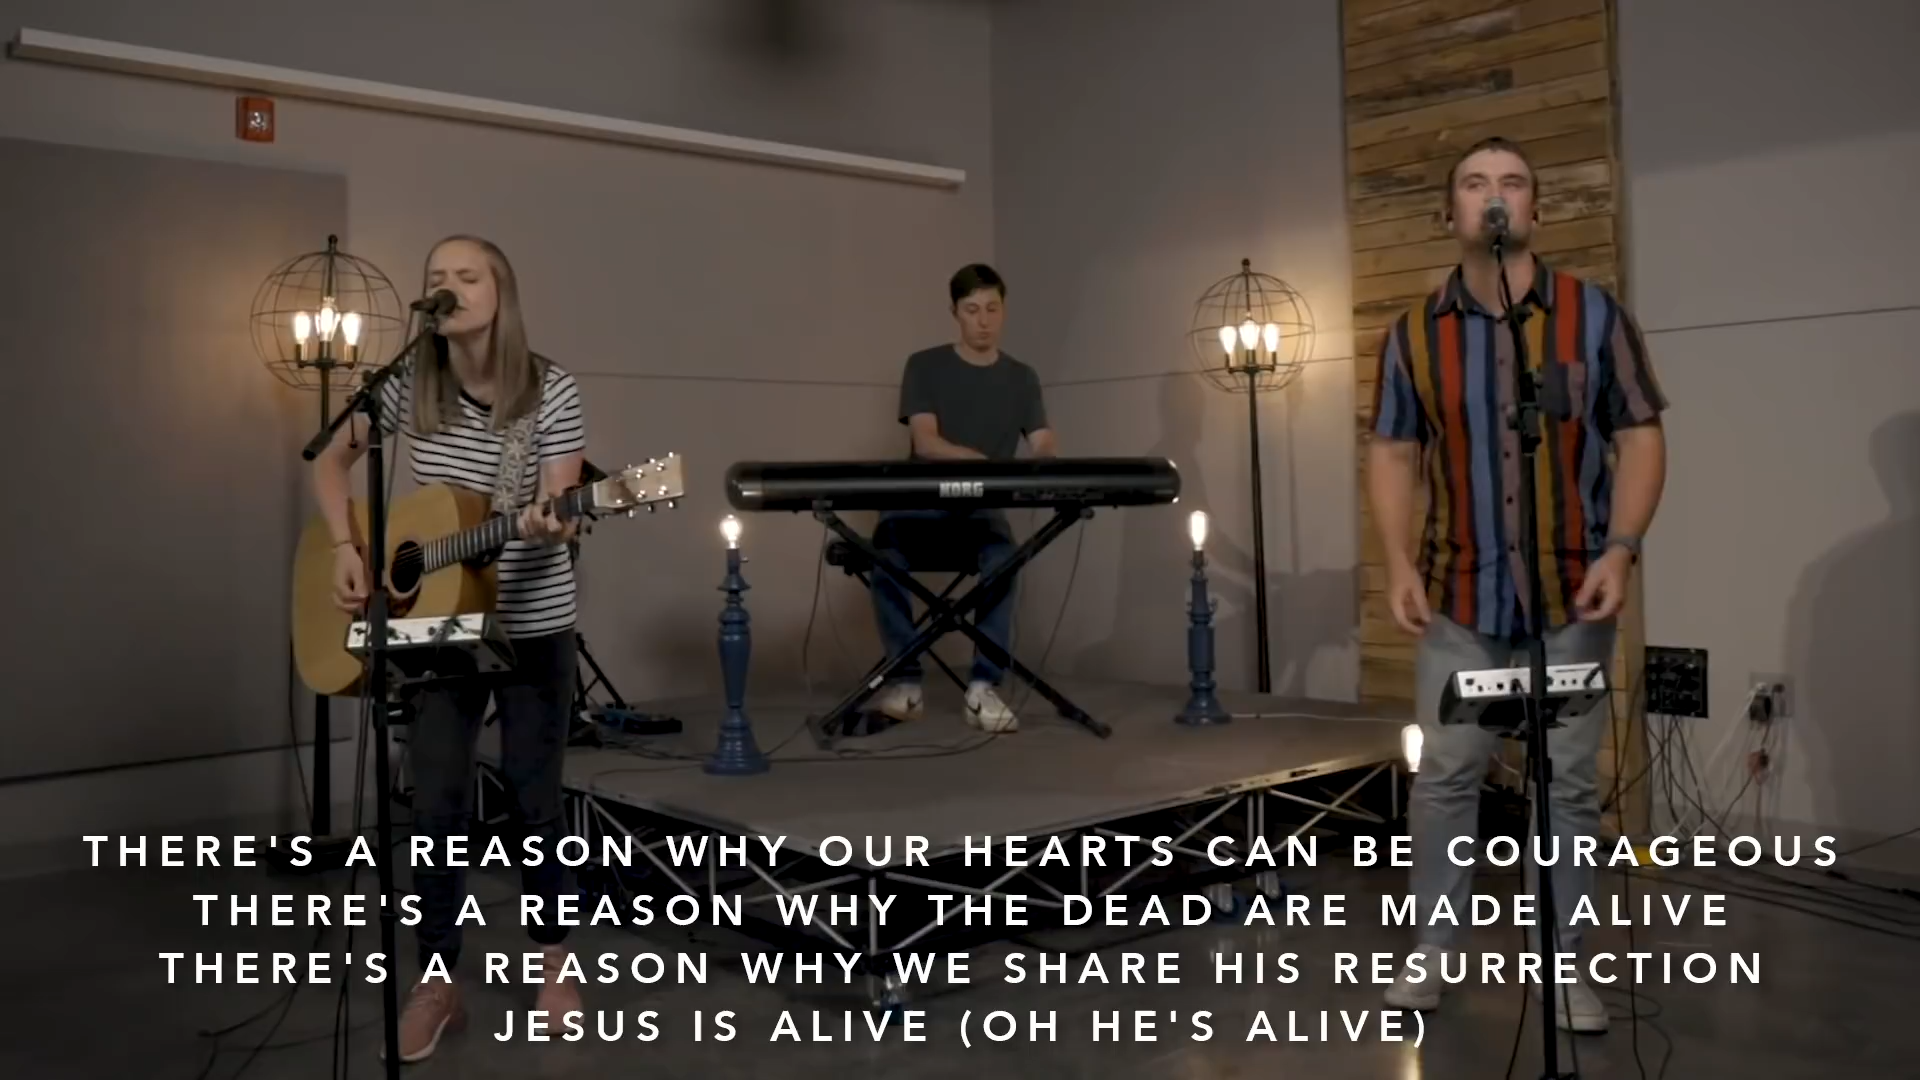 KORG
THERE'S A REASON WHY OUR HEARTS CAN BE COURAGEOUS
THERE'S A REASON WHY THE DEAD ARE MADE ALIVE
THERE'S A REASON WHY WE SHARE HIS RESURRECTION
JESUS IS ALIVE (OH HE'S ALIVE)